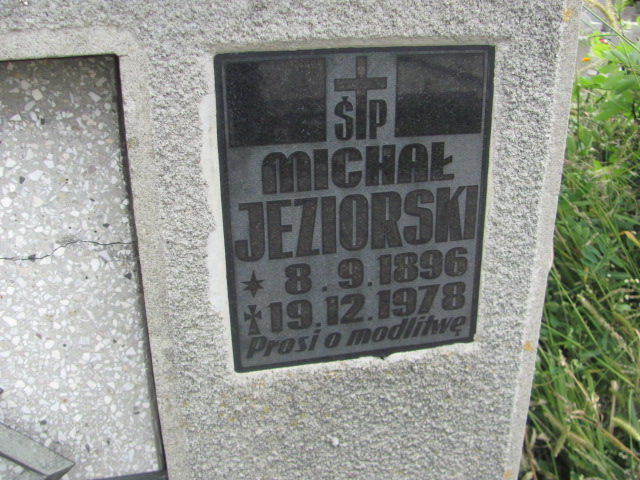 ŚP
MICHAŁ
JEZIORSKI
8.9.1896
19.12.1978
Prosi o modlitwę